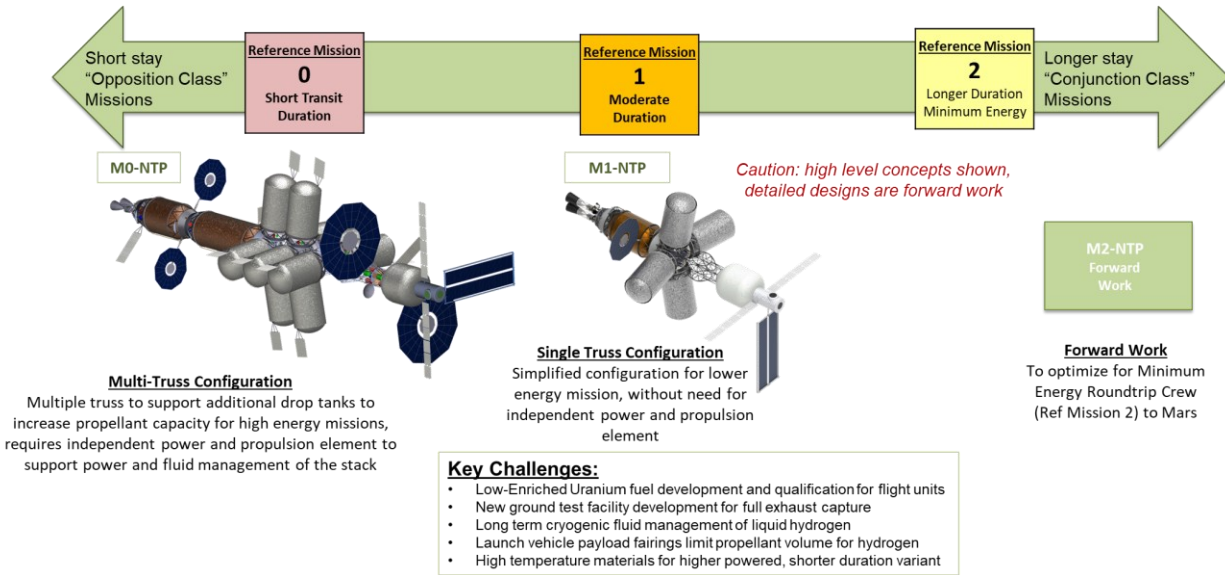 Short stay
“Opposition Class”
Missions
Reference Mission
0
Short Transit
Duration
Reference Mission
1
Moderate
Duration
Reference Mission
2
Longer Duration
Minimum Energy
Longer stay
“Conjunction Class”
Missions
M0-NTP
M1-NTP
Caution: high level concepts shown,
detailed designs are forward work
M2-NTP
Forward
Work
Multi-Truss Configuration
Multiple truss to support additional drop tanks to
increase propellant capacity for high energy missions,
requires independent power and propulsion element to
support power and fluid management of the stack
Single Truss Configuration
Simplified configuration for lower
energy mission, without need for
independent power and propulsion
element
Forward Work
To optimize for Minimum
Energy Roundtrip Crew
(Ref Mission 2) to Mars
Key Challenges:
• Low-Enriched Uranium fuel development and qualification for flight units
• New ground test facility development for full exhaust capture
• Long term cryogenic fluid management of liquid hydrogen
• Launch vehicle payload fairings limit propellant volume for hydrogen
• High temperature materials for higher powered, shorter duration variant